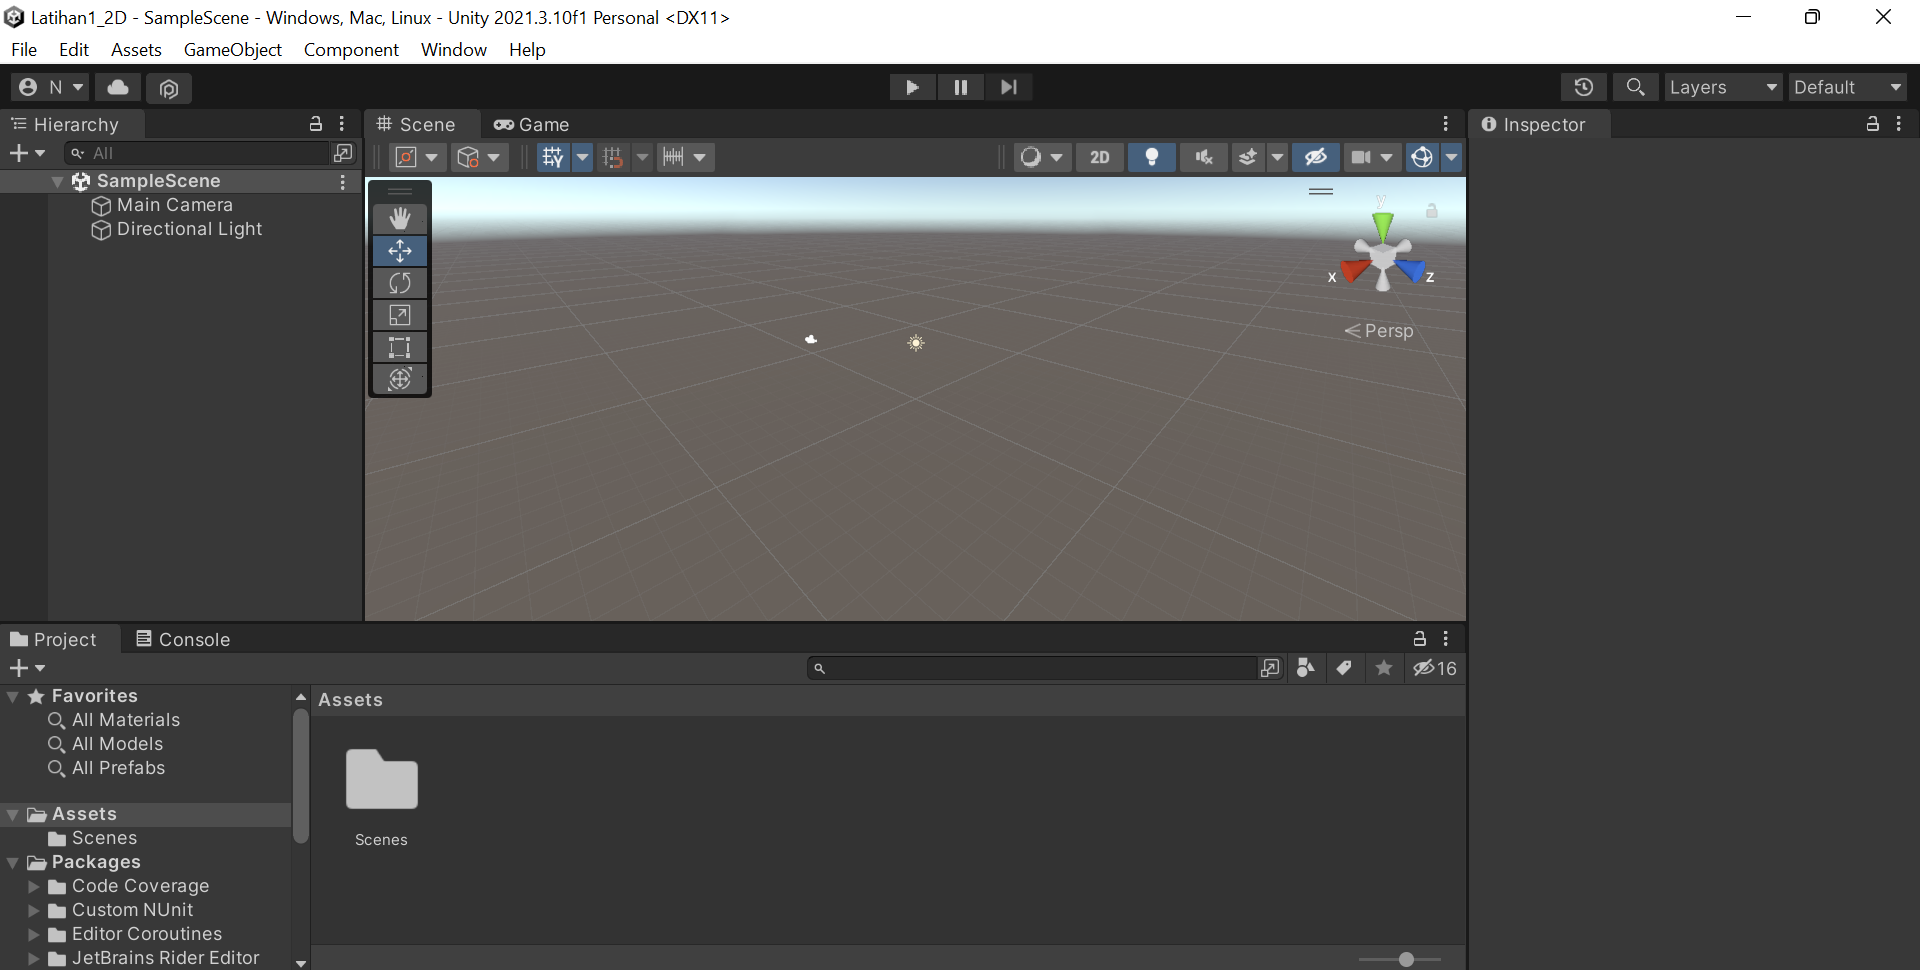 Latihan1_2D - SampleScene - Windows, Mac, Linux - Unity 2021.3.10f1 Personal <DX11>
File Edit Assets GameObject Component Window Help
N Layers Default
Hierarchy
All
SampleScene
Main Camera
Directional Light
Scene Game
2D
y
x z
Persp
Inspector
Project Console
16
Favorites
All Materials
All Models
All Prefabs
Assets
Scenes
Packages
Code Coverage
Custom NUnit
Editor Coroutines
JetBrains Rider Editor
Assets
Scenes